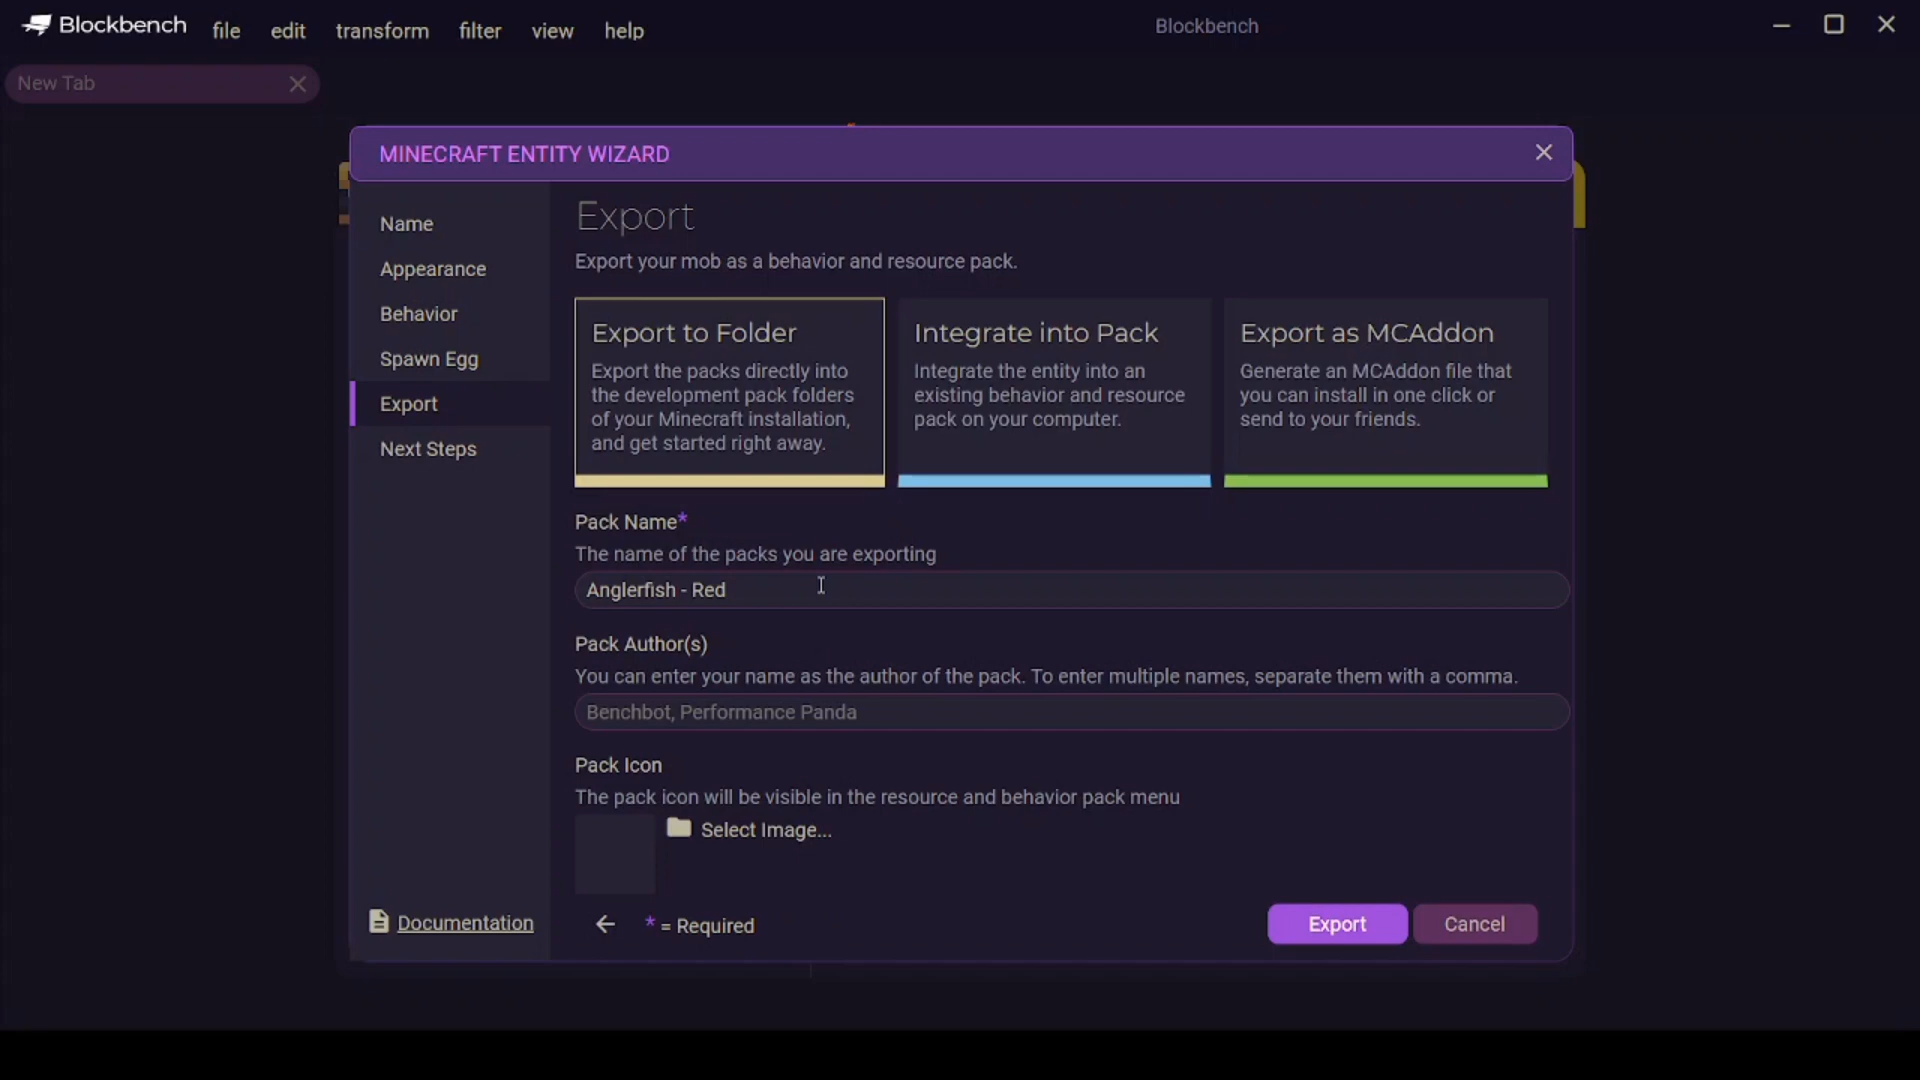 Blockbench
file edit transform filter view help
Blockbench
New Tab
MINECRAFT ENTITY WIZARD
Name
Appearance
Behavior
Spawn Egg
Export
Next Steps
Documentation
Export
Export your mob as a behavior and resource pack.
Export to Folder
Export the packs directly into
the development pack folders
of your Minecraft installation,
and get started right away.
Integrate into Pack
Integrate the entity into an
existing behavior and resource
pack on your computer.
Export as MCAddon
Generate an MCAddon file that
you can install in one click or
send to your friends.
Pack Name*
The name of the packs you are exporting
Anglerfish - Red
Pack Author(s)
You can enter your name as the author of the pack. To enter multiple names, separate them with a comma.
Benchbot, Performance Panda
Pack Icon
The pack icon will be visible in the resource and behavior pack menu
Select Image...
* = Required
Export
Cancel